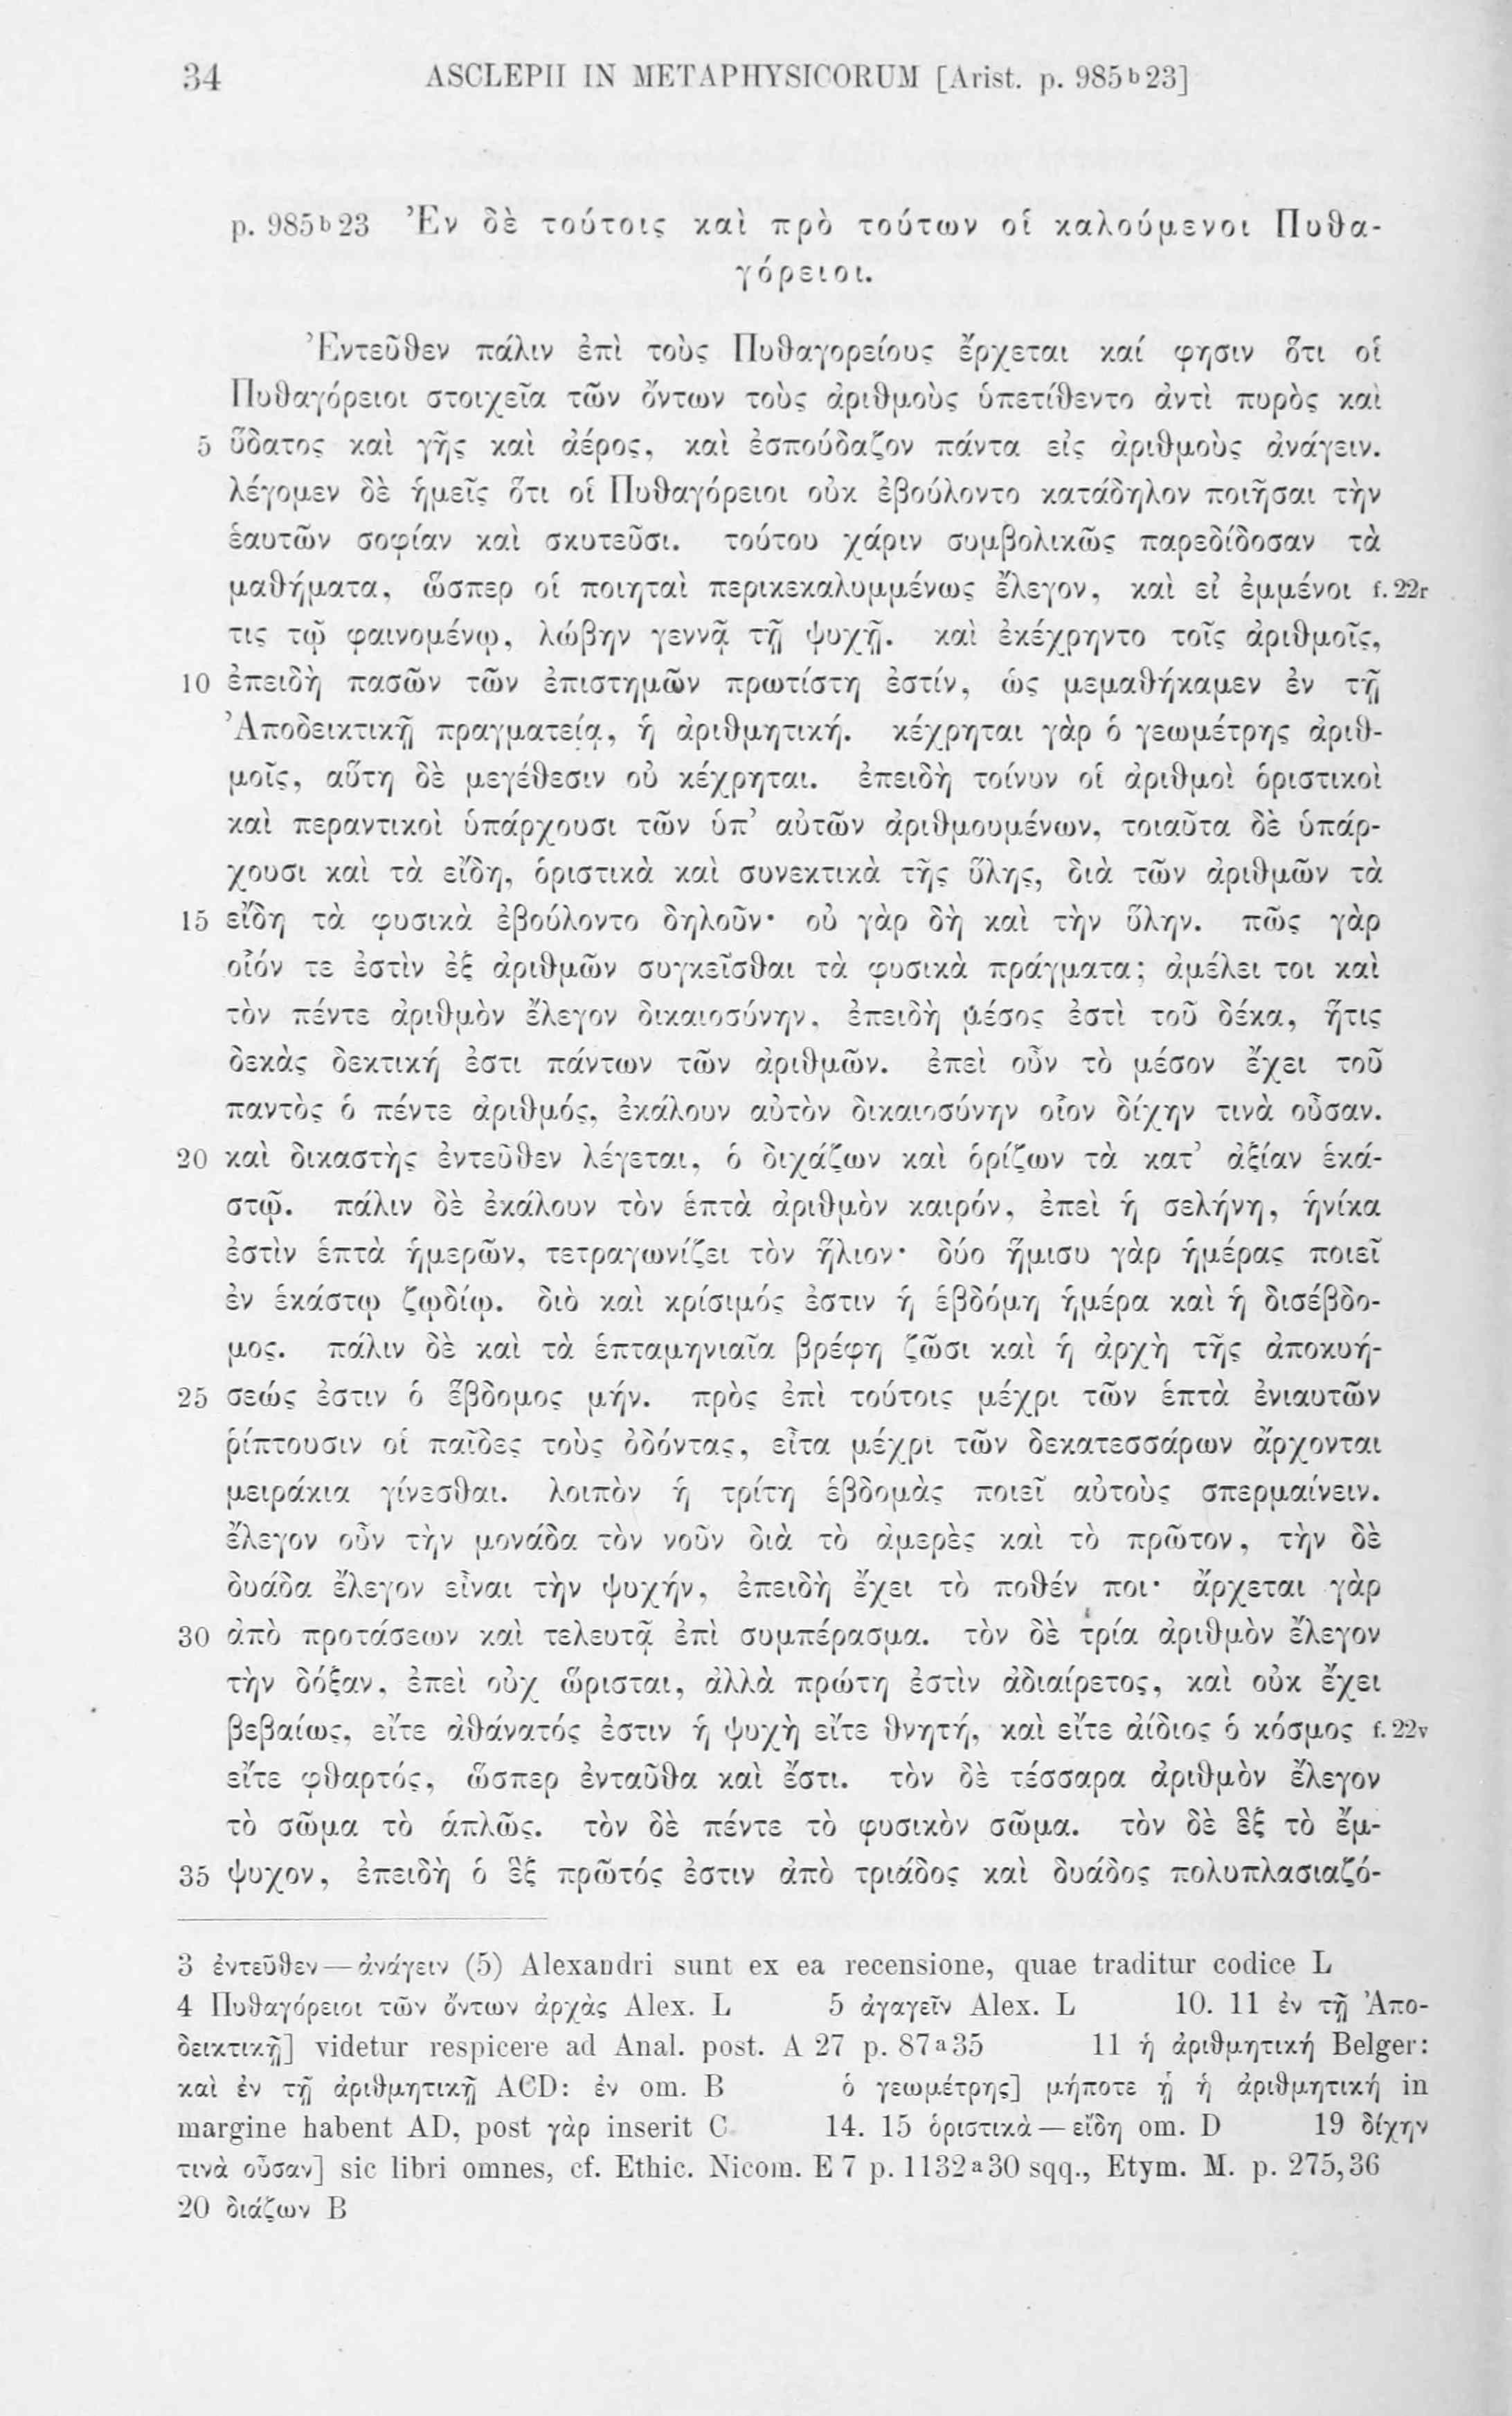 34 ASCLEPII IN METAPHYSICORUM [Arist. p. 985b23]
p. 985b23 Ἐν δὲ τούτοις καὶ πρὸ τούτων οἱ καλούμενοι Πυθα-
γόρειοι.
Ἐντεῦθεν πάλιν ἐπὶ τοὺς Πυθαγορείους ἔρχεται καί φησιν ὅτι οἱ
Πυθαγόρειοι στοιχεῖα τῶν ὄντων τοὺς ἀριθμοὺς ὑπετίθεντο ἀντὶ πυρὸς καὶ
5 ὕδατος καὶ γῆς καὶ ἀέρος, καὶ ἐσπούδαζον πάντα εἰς ἀριθμοὺς ἀνάγειν.
λέγομεν δὲ ἡμεῖς ὅτι οἱ Πυθαγόρειοι οὐκ ἐβούλοντο κατάδηλον ποιῆσαι τὴν
ἑαυτῶν σοφίαν καὶ σκυτεῦσι. τούτου χάριν συμβολικῶς παρεδίδοσαν τὰ
μαθήματα, ὥσπερ οἱ ποιηταὶ περικεκαλυμμένως ἔλεγον, καὶ εἰ ἐμμένοι f. 22r
τις τῷ φαινομένῳ, λώβην γεννᾷ τῇ ψυχῇ. καὶ ἐκέχρηντο τοῖς ἀριθμοῖς,
10 ἐπειδὴ πασῶν τῶν ἐπιστημῶν πρωτίστη ἐστίν, ὡς μεμαθήκαμεν ἐν τῇ
Ἀποδεικτικῇ πραγματείᾳ, ἡ ἀριθμητική. κέχρηται γὰρ ὁ γεωμέτρης ἀριθ-
μοῖς, αὕτη δὲ μεγέθεσιν οὐ κέχρηται. ἐπειδὴ τοίνυν οἱ ἀριθμοὶ ὁριστικοὶ
καὶ περαντικοὶ ὑπάρχουσι τῶν ὑπ’ αὐτῶν ἀριθμουμένων, τοιαῦτα δὲ ὑπάρ-
χουσι καὶ τὰ εἴδη, ὁριστικὰ καὶ συνεκτικὰ τῆς ὕλης, διὰ τῶν ἀριθμῶν τὰ
15 εἴδη τὰ φυσικὰ ἐβούλοντο δηλοῦν· οὐ γὰρ δὴ καὶ τὴν ὕλην. πῶς γὰρ
οἷόν τε ἐστὶν ἐξ ἀριθμῶν συγκεῖσθαι τὰ φυσικὰ πράγματα; ἀμέλει τοι καὶ
τὸν πέντε ἀριθμὸν ἔλεγον δικαιοσύνην, ἐπειδὴ μέσος ἐστὶ τοῦ δέκα, ἥτις
δεκὰς δεκτική ἐστι πάντων τῶν ἀριθμῶν. ἐπεὶ οὖν τὸ μέσον ἔχει τοῦ
παντὸς ὁ πέντε ἀριθμός, ἐκάλουν αὐτὸν δικαιοσύνην οἷον δίχην τινὰ οὖσαν.
20 καὶ δικαστὴς ἐντεῦθεν λέγεται, ὁ διχάζων καὶ ὁρίζων τὰ κατ’ ἀξίαν ἑκά-
στῳ. πάλιν δὲ ἐκάλουν τὸν ἑπτὰ ἀριθμὸν καιρόν, ἐπεὶ ἡ σελήνη, ἡνίκα
ἐστὶν ἑπτὰ ἡμερῶν, τετραγωνίζει τὸν ἥλιον· δύο ἥμισυ γὰρ ἡμέρας ποιεῖ
ἐν ἑκάστῳ ζῳδίῳ. διὸ καὶ κρίσιμός ἐστιν ἡ ἑβδόμη ἡμέρα καὶ ἡ δισέβδο-
μος. πάλιν δὲ καὶ τὰ ἑπταμηνιαῖα βρέφη ζῶσι καὶ ἡ ἀρχὴ τῆς ἀποκυή-
25 σεώς ἐστιν ὁ ἕβδομος μήν. πρὸς ἐπὶ τούτοις μέχρι τῶν ἑπτὰ ἐνιαυτῶν
ῥίπτουσιν οἱ παῖδες τοὺς ὀδόντας, εἶτα μέχρι τῶν δεκατεσσάρων ἄρχονται
μειράκια γίνεσθαι. λοιπὸν ἡ τρίτη ἑβδομὰς ποιεῖ αὐτοὺς σπερμαίνειν.
ἔλεγον οὖν τὴν μονάδα τὸν νοῦν διὰ τὸ ἀμερὲς καὶ τὸ πρῶτον, τὴν δὲ
δυάδα ἔλεγον εἶναι τὴν ψυχήν, ἐπειδὴ ἔχει τὸ ποθέν ποι· ἄρχεται γὰρ
30 ἀπὸ προτάσεων καὶ τελευτᾷ ἐπὶ συμπέρασμα. τὸν δὲ τρία ἀριθμὸν ἔλεγον
τὴν δόξαν, ἐπεὶ οὐχ ὥρισται, ἀλλὰ πρώτη ἐστὶν ἀδιαίρετος, καὶ οὐκ ἔχει
βεβαίως, εἴτε ἀθάνατός ἐστιν ἡ ψυχὴ εἴτε θνητή, καὶ εἴτε ἀίδιος ὁ κόσμος f. 22v
εἴτε φθαρτός, ὥσπερ ἐνταῦθα καὶ ἔστι. τὸν δὲ τέσσαρα ἀριθμὸν ἔλεγον
τὸ σῶμα τὸ ἁπλῶς. τὸν δὲ πέντε τὸ φυσικὸν σῶμα. τὸν δὲ ἓξ τὸ ἔμ-
35 ψυχον, ἐπειδὴ ὁ ἓξ πρῶτός ἐστιν ἀπὸ τριάδος καὶ δυάδος πολυπλασιαζό-
3 ἐντεῦθεν — ἀνάγειν (5) Alexandri sunt ex ea recensione, quae traditur codice L
4 Πυθαγόρειοι τῶν ὄντων ἀρχὰς Alex. L 5 ἀγαγεῖν Alex. L 10. 11 ἐν τῇ Ἀπο-
δεικτικῇ] videtur respicere ad Anal. post. A 27 p. 87a35 11 ἡ ἀριθμητική Belger:
καὶ ἐν τῇ ἀριθμητικῇ ACD: ἐν om. B ὁ γεωμέτρης] μήποτε ᾗ ἡ ἀριθμητική in
margine habent AD, post γὰρ inserit C 14. 15 ὁριστικὰ — εἴδη om. D 19 δίχην
τινὰ οὖσαν] sic libri omnes, cf. Ethic. Nicom. E 7 p. 1132a30 sqq., Etym. M. p. 275,36
20 διάζων B